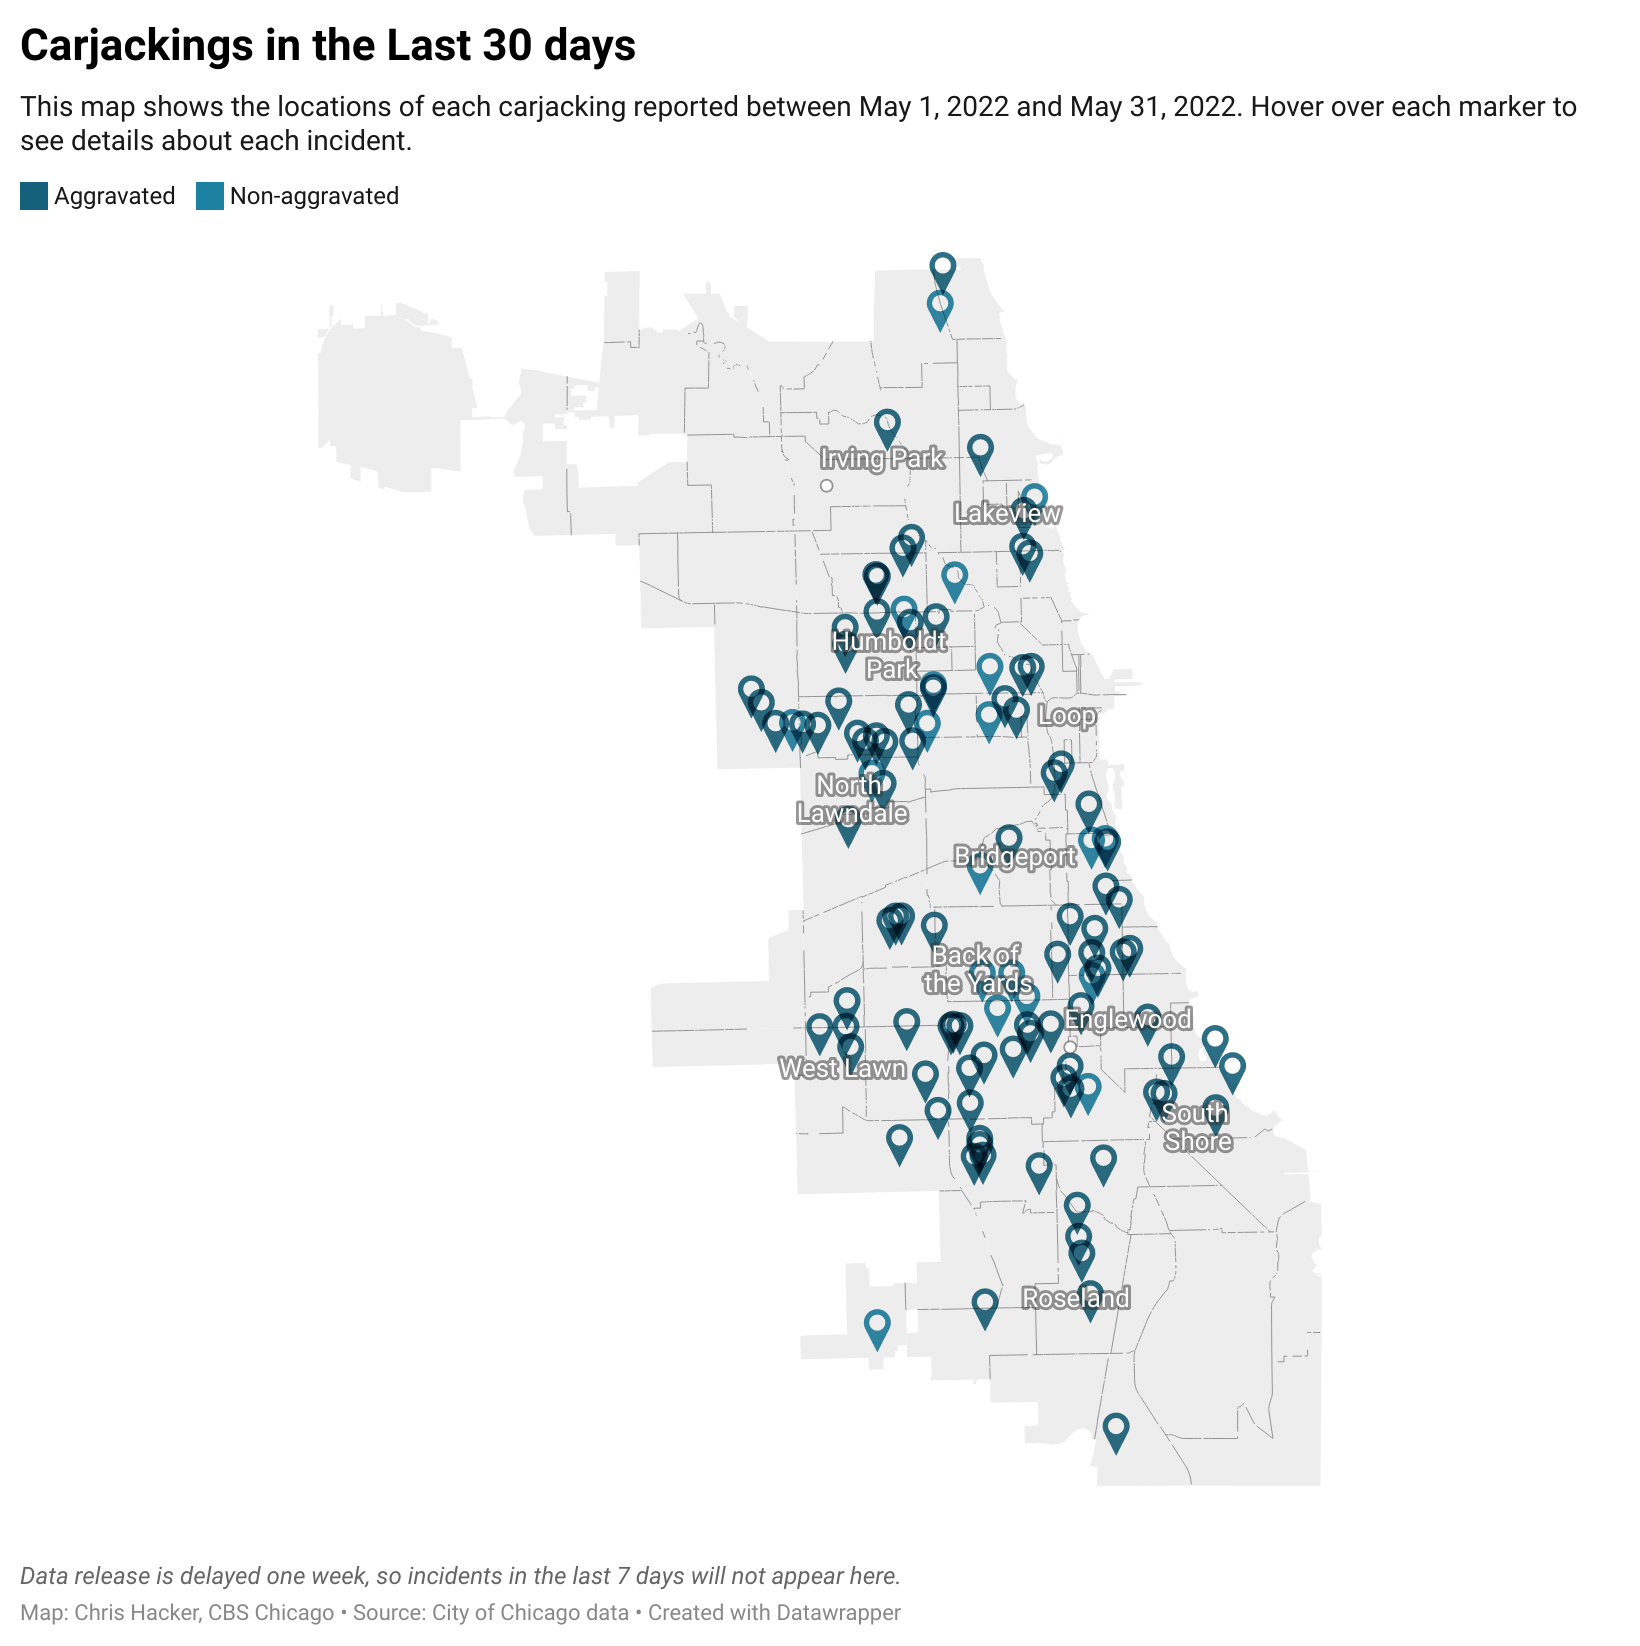 Carjackings in the Last 30 days
This map shows the locations of each carjacking reported between May 1, 2022 and May 31, 2022. Hover over each marker to
see details about each incident.
Aggravated Non-aggravated
Irving Park
Lakeview
Humboldt
Park
Loop
North
Lawndale
Bridgeport
Back of
the Yards
Englewood
West Lawn
South
Shore
Roseland
Data release is delayed one week, so incidents in the last 7 days will not appear here.
Map: Chris Hacker, CBS Chicago • Source: City of Chicago data • Created with Datawrapper